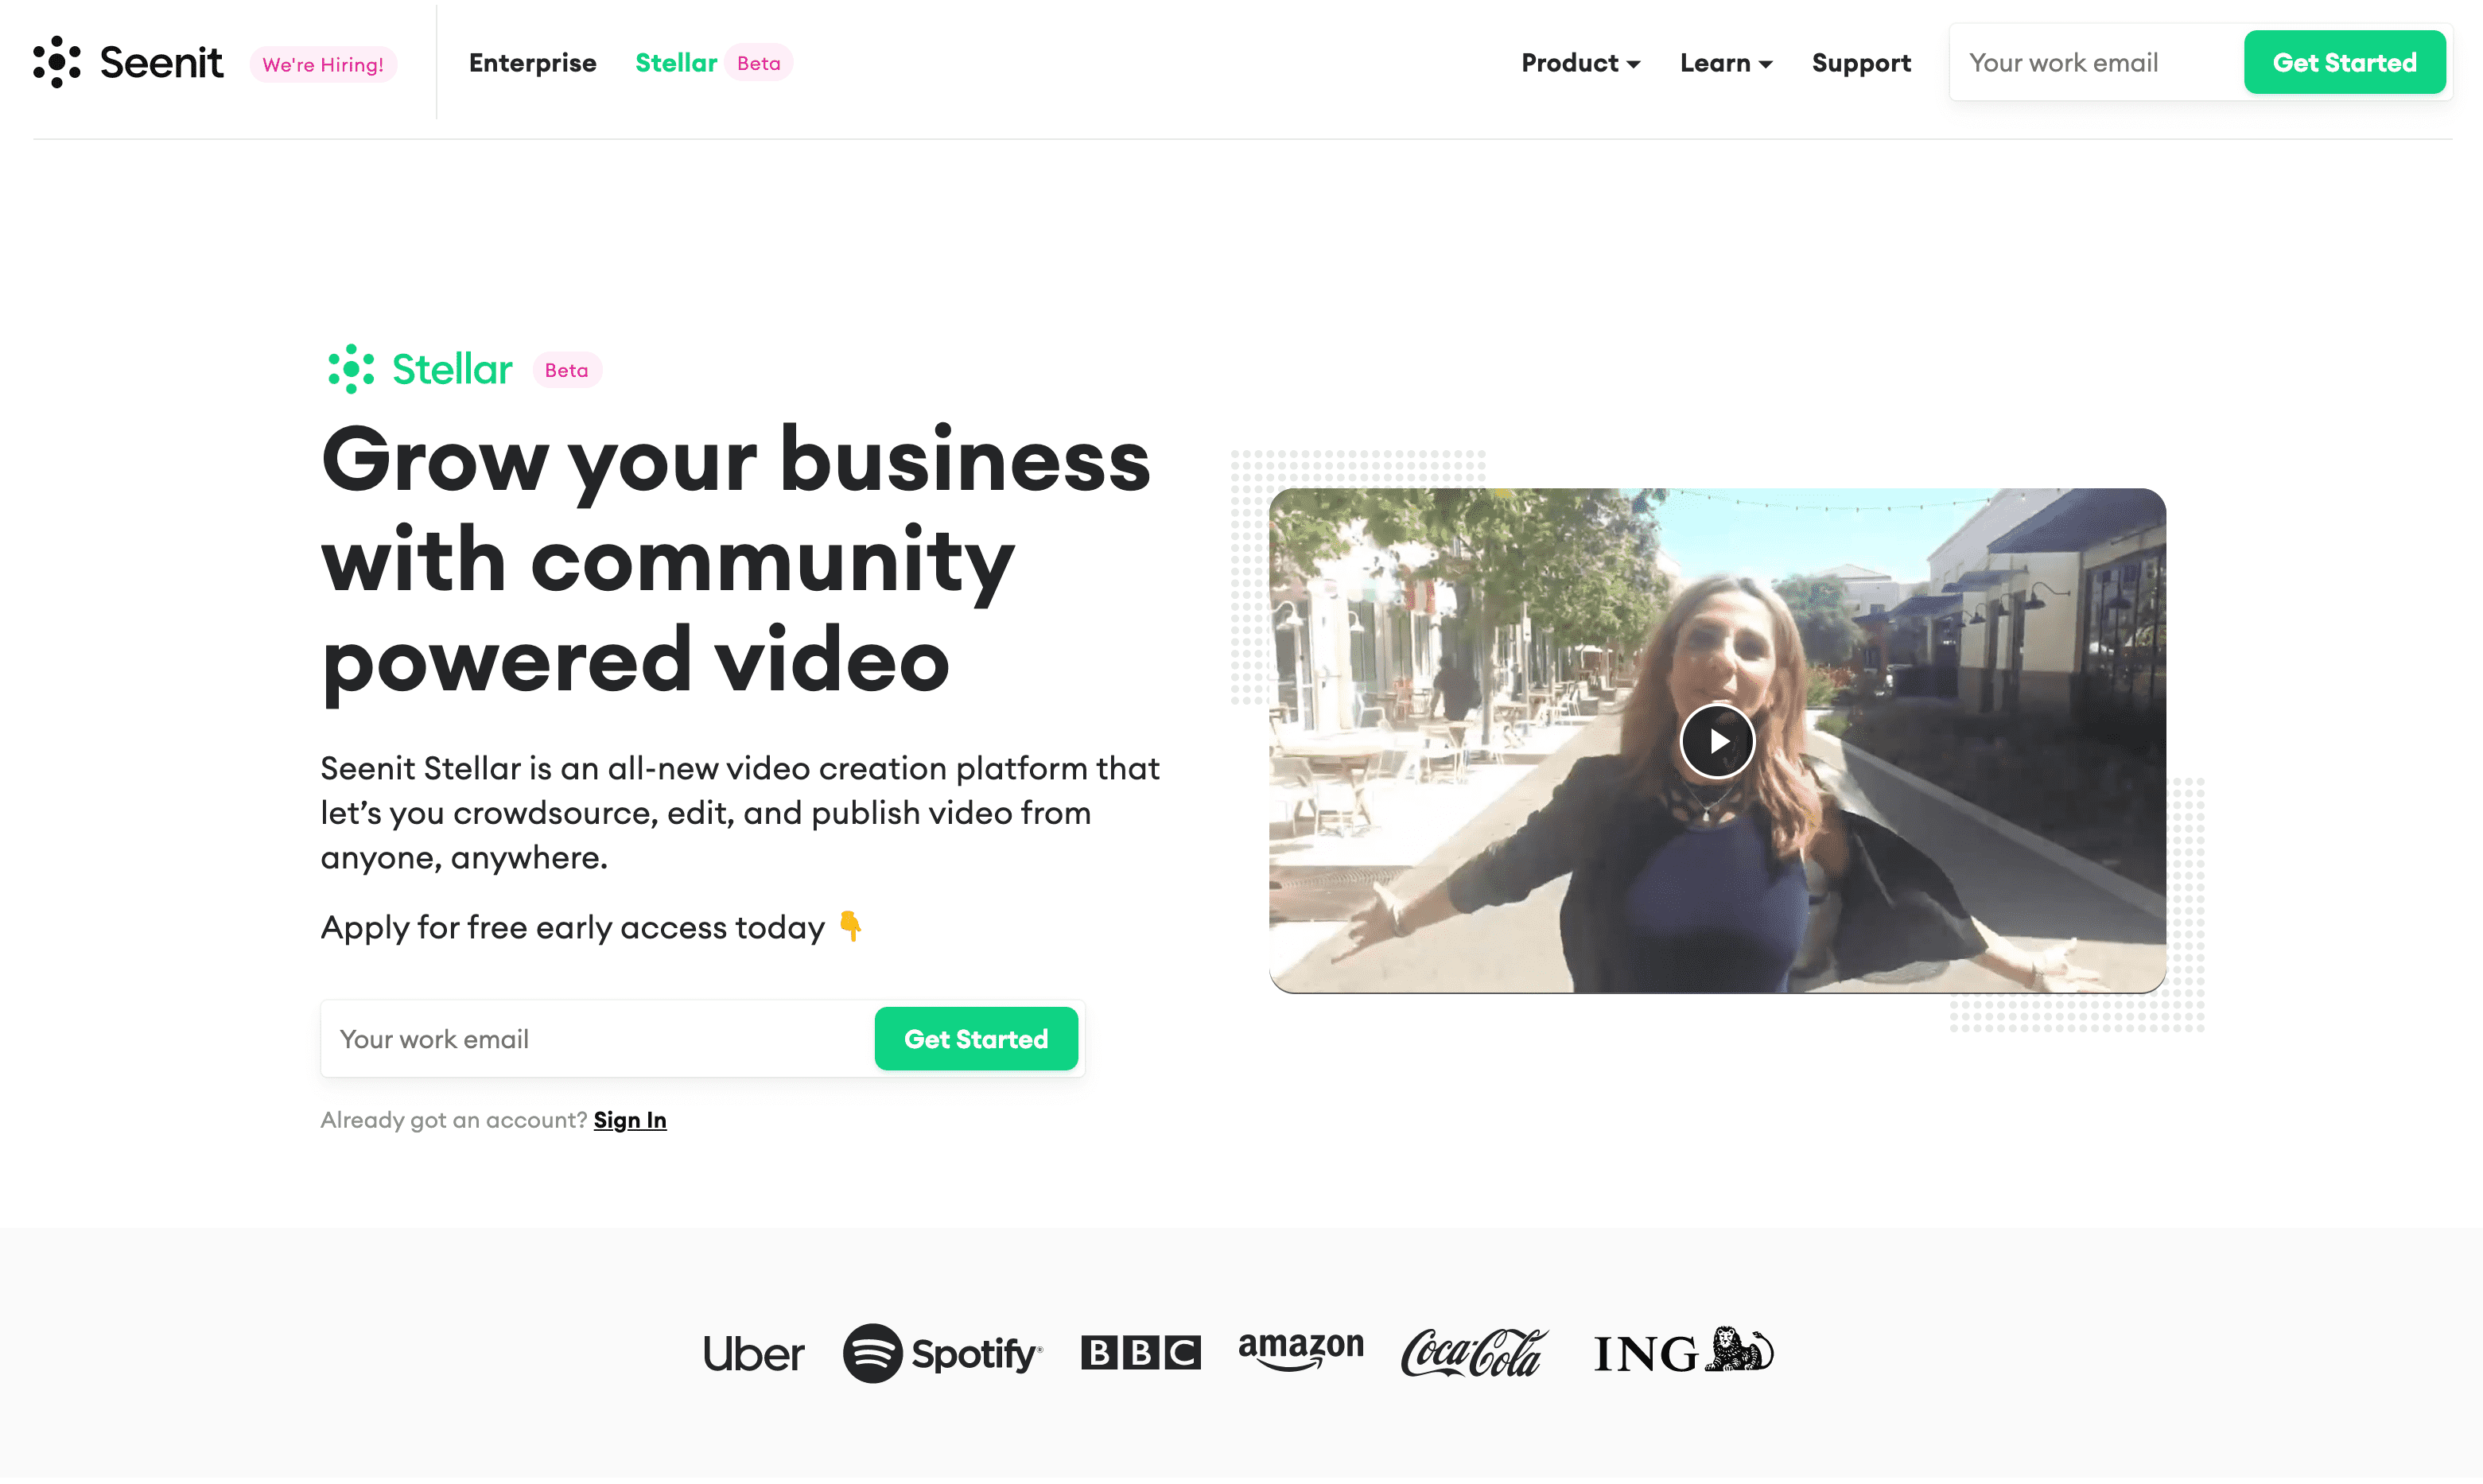 Seenit We're Hiring! Enterprise Stellar Beta Product Learn Support Your work email Get Started
Stellar Beta
Grow your business
with community
powered video
Seenit Stellar is an all-new video creation platform that
let’s you crowdsource, edit, and publish video from
anyone, anywhere.
Apply for free early access today 👇
Your work email Get Started
Already got an account? Sign In
Uber Spotify® BBC amazon Coca-Cola ING